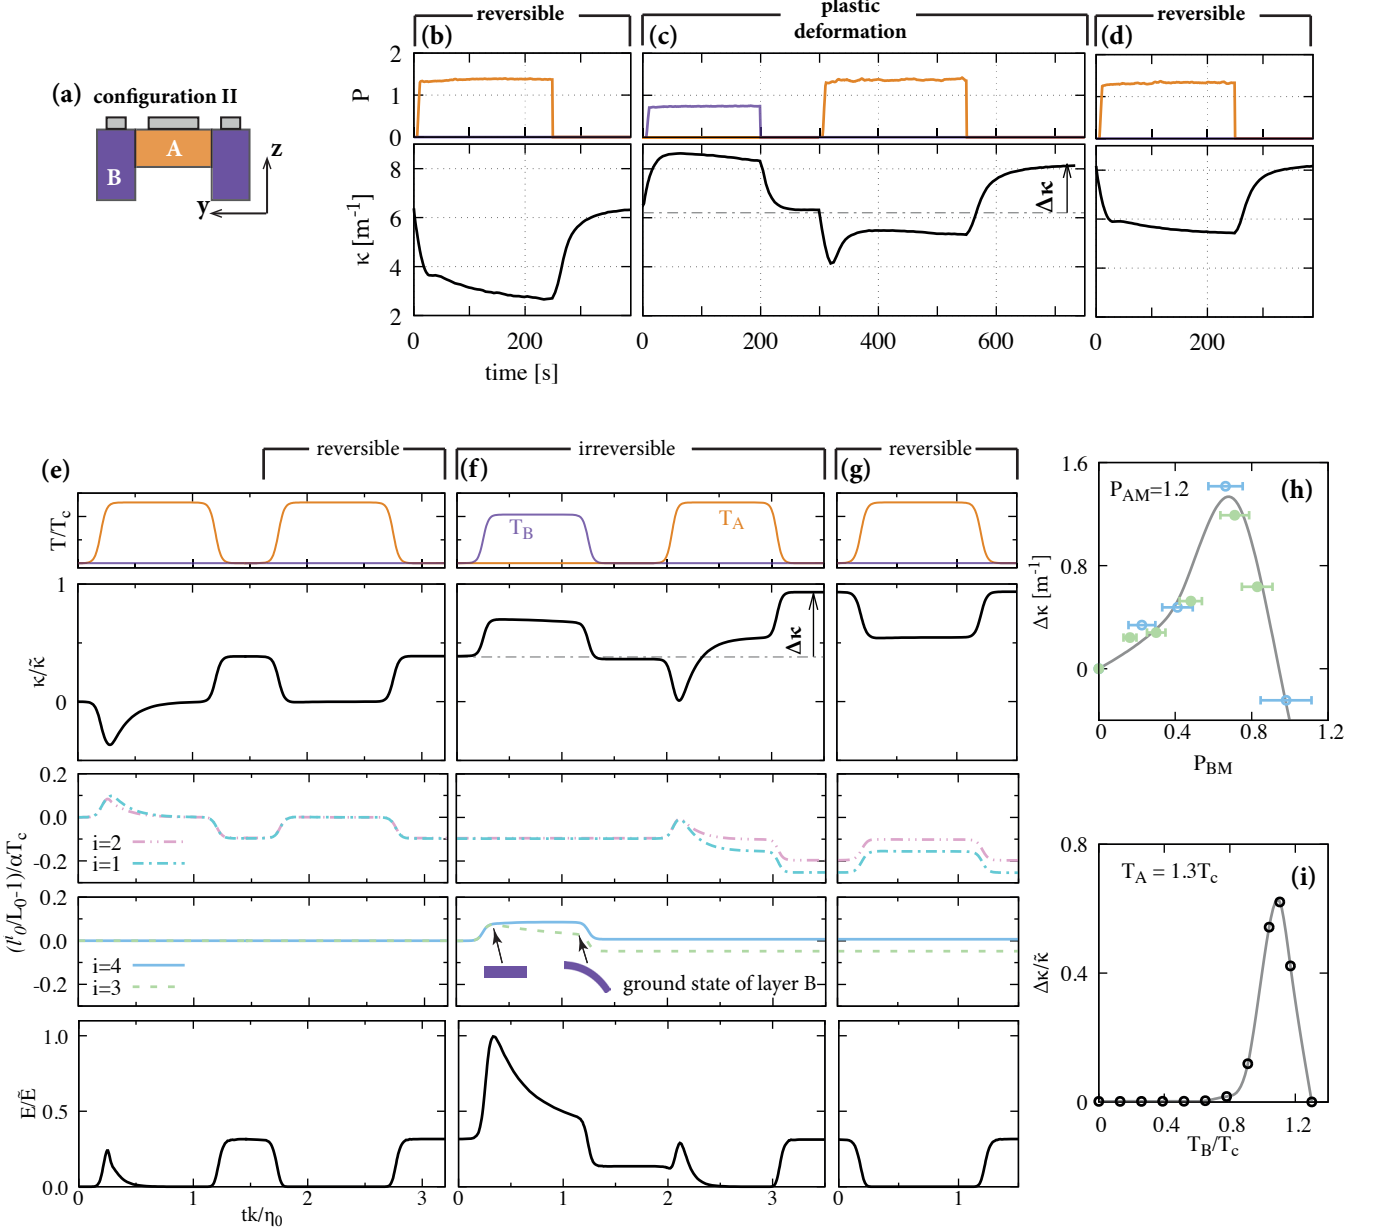 reversible
plastic
deformation
reversible
(a)
configuration II
A
B
z
y
(b)
(c)
(d)
P
2
1
0
κ [m⁻¹]
8
6
4
2
Δκ
0 200
0 200 400 600
0 200
time [s]
reversible
irreversible
reversible
(e)
(f)
(g)
T/Tc
TB
TA
κ/κ̃
1
0
Δκ
(lⁱ₀/L₀-1)/αTc
0.2
0.0
-0.2
i=2
i=1
0.2
0.0
-0.2
i=4
i=3
ground state of layer B
E/Ẽ
1.0
0.5
0.0
0 1 2 3
0 1 2 3
0 1
tk/η₀
(h)
PAM=1.2
Δκ [m⁻¹]
1.6
0.8
0
0 0.4 0.8 1.2
PBM
(i)
TA = 1.3Tc
Δκ/κ̃
0.8
0.4
0
0 0.4 0.8 1.2
TB/Tc